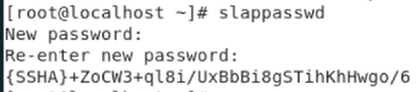 [root@localhost ~]# slappasswd
New password:
Re-enter new password:
{SSHA}+ZoCW3+ql8i/UxBbBi8gSTihKhHwgo/6